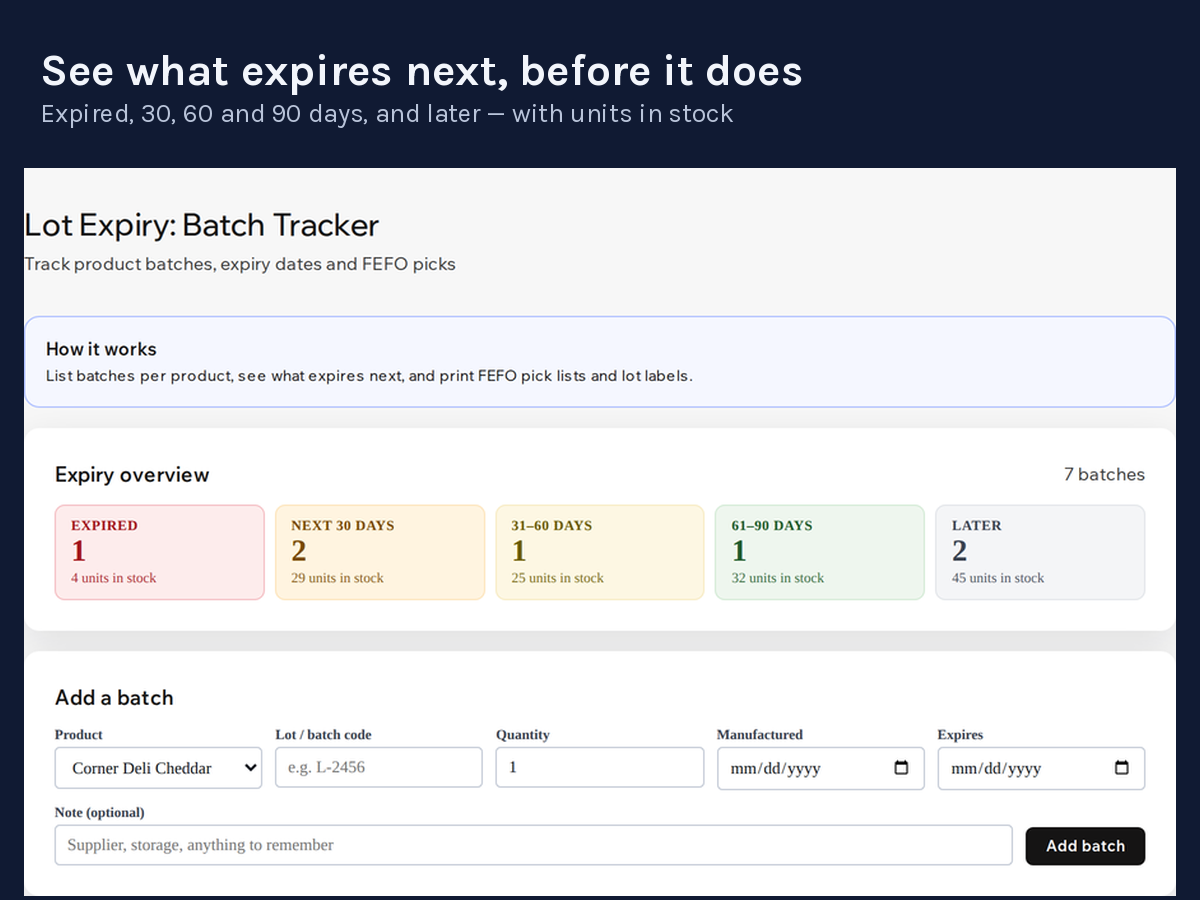 See what expires next, before it does
Expired, 30, 60 and 90 days, and later — with units in stock
Lot Expiry: Batch Tracker
Track product batches, expiry dates and FEFO picks
How it works
List batches per product, see what expires next, and print FEFO pick lists and lot labels.
Expiry overview
7 batches
EXPIRED
1
4 units in stock
NEXT 30 DAYS
2
29 units in stock
31–60 DAYS
1
25 units in stock
61–90 DAYS
1
32 units in stock
LATER
2
45 units in stock
Add a batch
Product
Corner Deli Cheddar
Lot / batch code
e.g. L-2456
Quantity
1
Manufactured
mm/dd/yyyy
Expires
mm/dd/yyyy
Note (optional)
Supplier, storage, anything to remember
Add batch